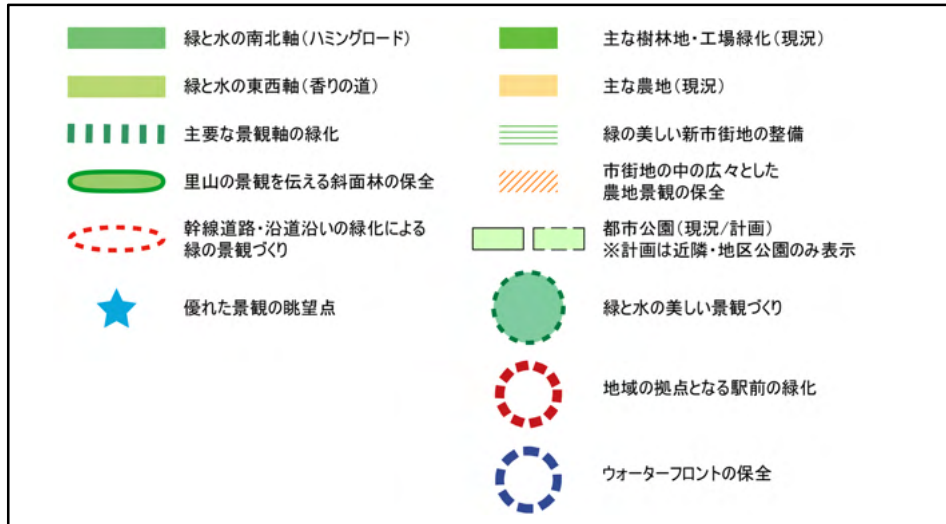 緑と水の南北軸（ハミングロード）
緑と水の東西軸（香りの道）
主要な景観軸の緑化
里山の景観を伝える斜面林の保全
幹線道路・沿道沿いの緑化による
緑の景観づくり
優れた景観の眺望点
主な樹林地・工場緑化（現況）
主な農地（現況）
緑の美しい新市街地の整備
市街地の中の広々とした
農地景観の保全
都市公園（現況/計画）
※計画は近隣・地区公園のみ表示
緑と水の美しい景観づくり
地域の拠点となる駅前の緑化
ウォーターフロントの保全